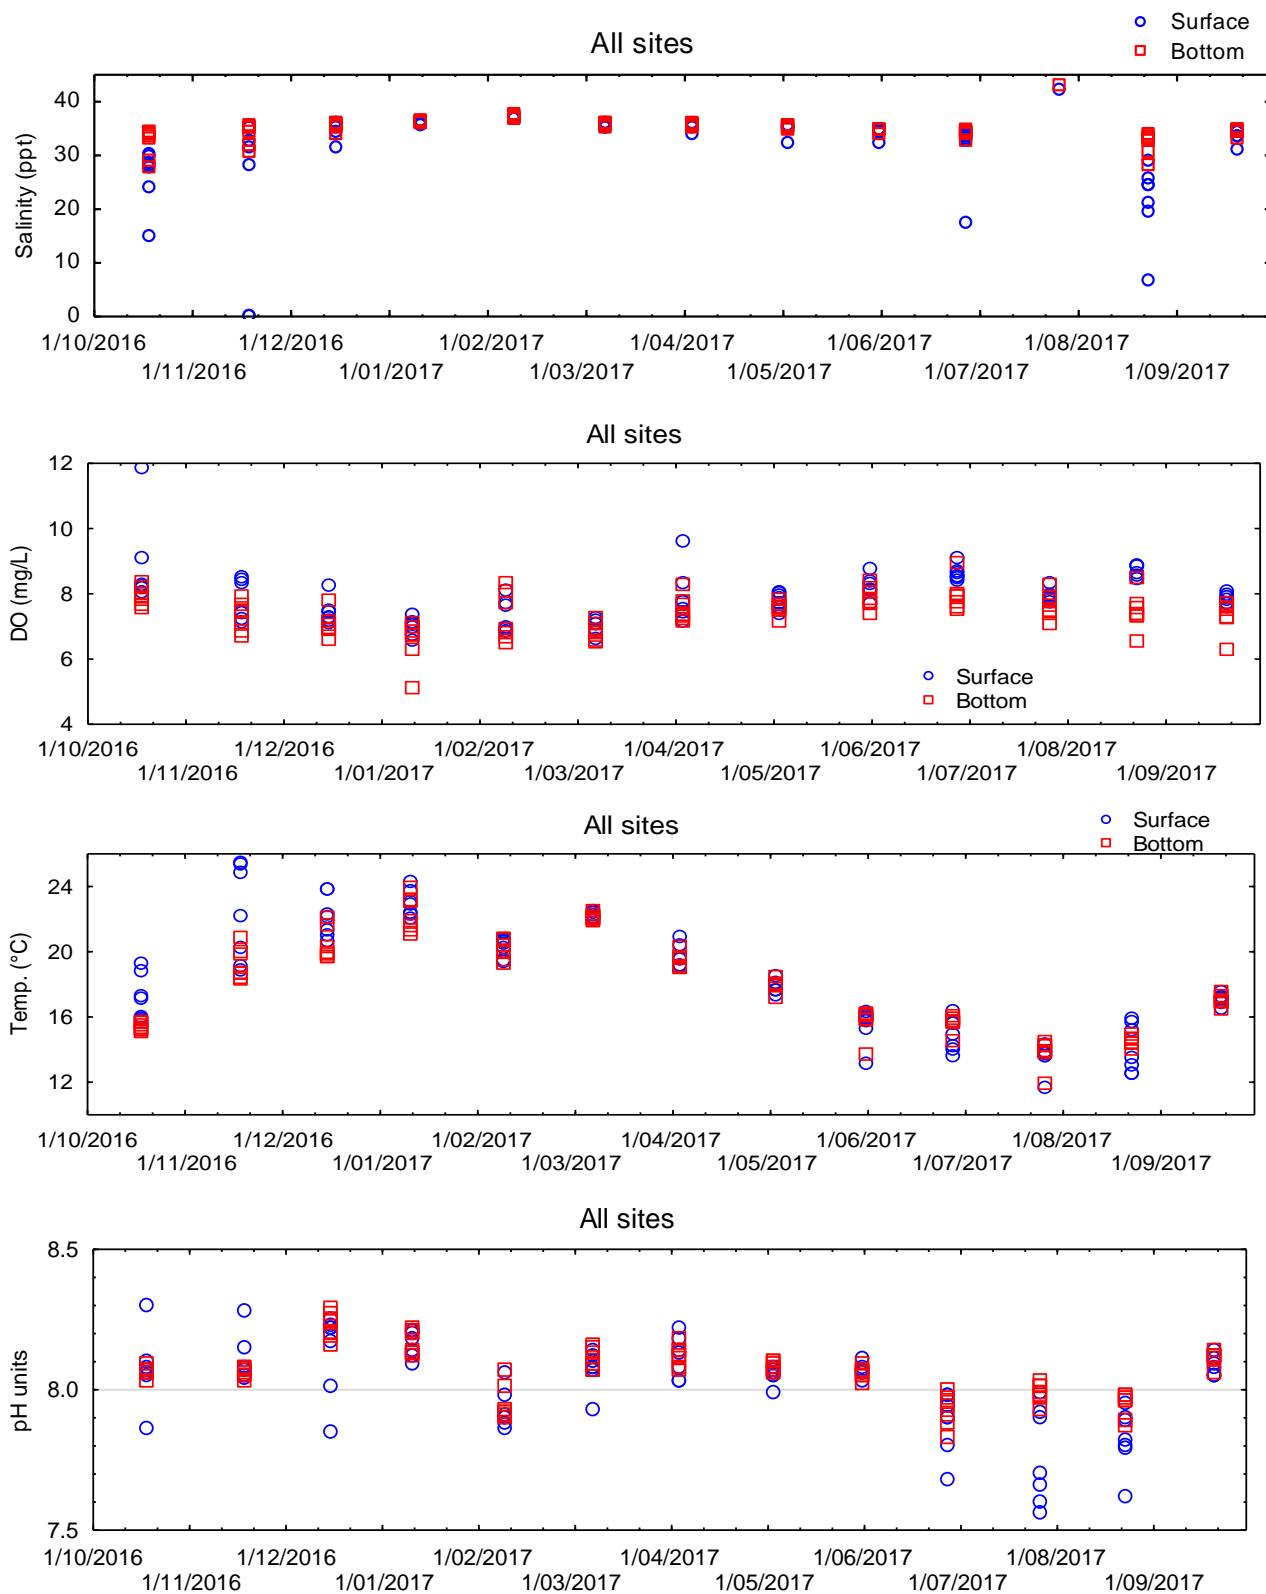 All sites
Surface
Bottom
Salinity (ppt)
40
30
20
10
0
1/10/2016 1/12/2016 1/02/2017 1/04/2017 1/06/2017 1/08/2017
1/11/2016 1/01/2017 1/03/2017 1/05/2017 1/07/2017 1/09/2017
All sites
DO (mg/L)
12
10
8
6
4
Surface
Bottom
1/10/2016 1/12/2016 1/02/2017 1/04/2017 1/06/2017 1/08/2017
1/11/2016 1/01/2017 1/03/2017 1/05/2017 1/07/2017 1/09/2017
All sites
Surface
Bottom
Temp. (°C)
24
20
16
12
1/10/2016 1/12/2016 1/02/2017 1/04/2017 1/06/2017 1/08/2017
1/11/2016 1/01/2017 1/03/2017 1/05/2017 1/07/2017 1/09/2017
All sites
pH units
8.5
8.0
7.5
1/10/2016 1/12/2016 1/02/2017 1/04/2017 1/06/2017 1/08/2017
1/11/2016 1/01/2017 1/03/2017 1/05/2017 1/07/2017 1/09/2017